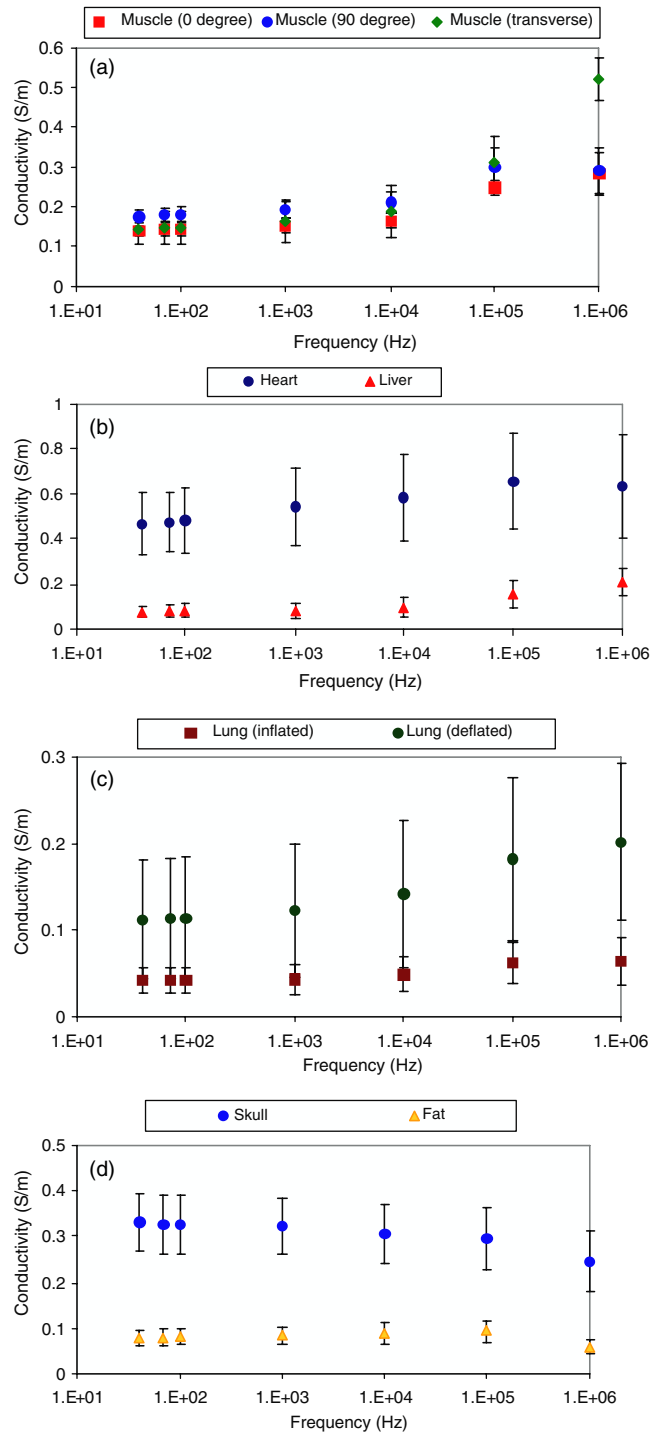 Muscle (0 degree) Muscle (90 degree) Muscle (transverse)
(a)
Conductivity (S/m)
0.6
0.5
0.4
0.3
0.2
0.1
0
1.E+01 1.E+02 1.E+03 1.E+04 1.E+05 1.E+06
Frequency (Hz)
Heart Liver
(b)
Conductivity (S/m)
1
0.8
0.6
0.4
0.2
0
1.E+01 1.E+02 1.E+03 1.E+04 1.E+05 1.E+06
Frequency (Hz)
Lung (inflated) Lung (deflated)
(c)
Conductivity (S/m)
0.3
0.2
0.1
0
1.E+01 1.E+02 1.E+03 1.E+04 1.E+05 1.E+06
Frequency (Hz)
Skull Fat
(d)
Conductivity (S/m)
0.5
0.4
0.3
0.2
0.1
0
1.E+01 1.E+02 1.E+03 1.E+04 1.E+05 1.E+06
Frequency (Hz)